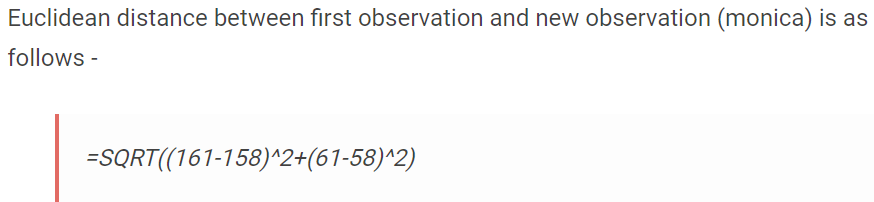 Euclidean distance between first observation and new observation (monica) is as
follows -
=SQRT((161-158)^2+(61-58)^2)